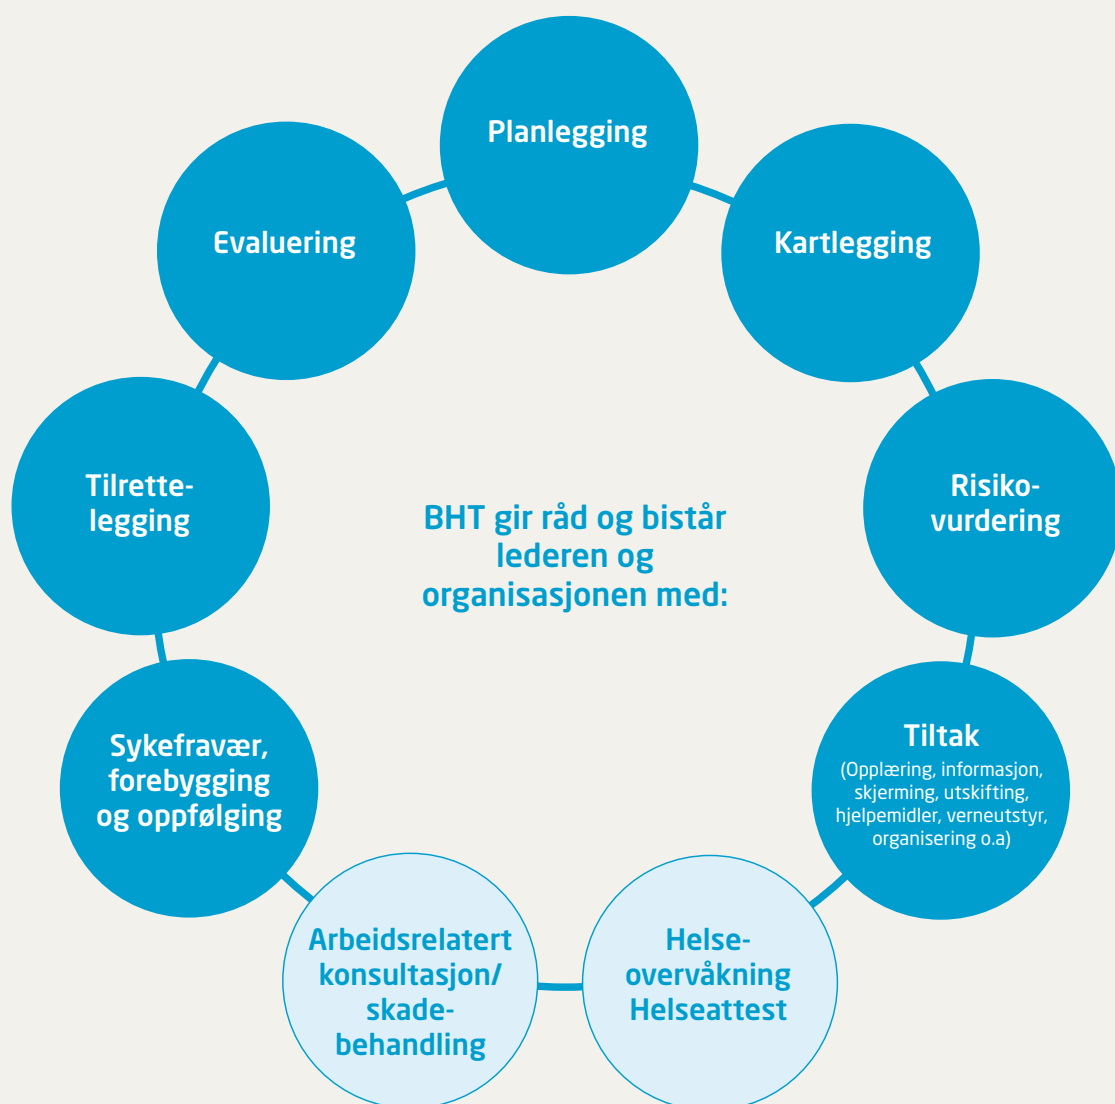 Planlegging
Kartlegging
Risiko-
vurdering
Tiltak
(Opplæring, informasjon,
skjerming, utskifting,
hjelpemidler, verneutstyr,
organisering o.a)
Helse-
overvåkning
Helseattest
Arbeidsrelatert
konsultasjon/
skade-
behandling
Sykefravær,
forebygging
og oppfølging
Tilrette-
legging
Evaluering
BHT gir råd og bistår
lederen og
organisasjonen med: